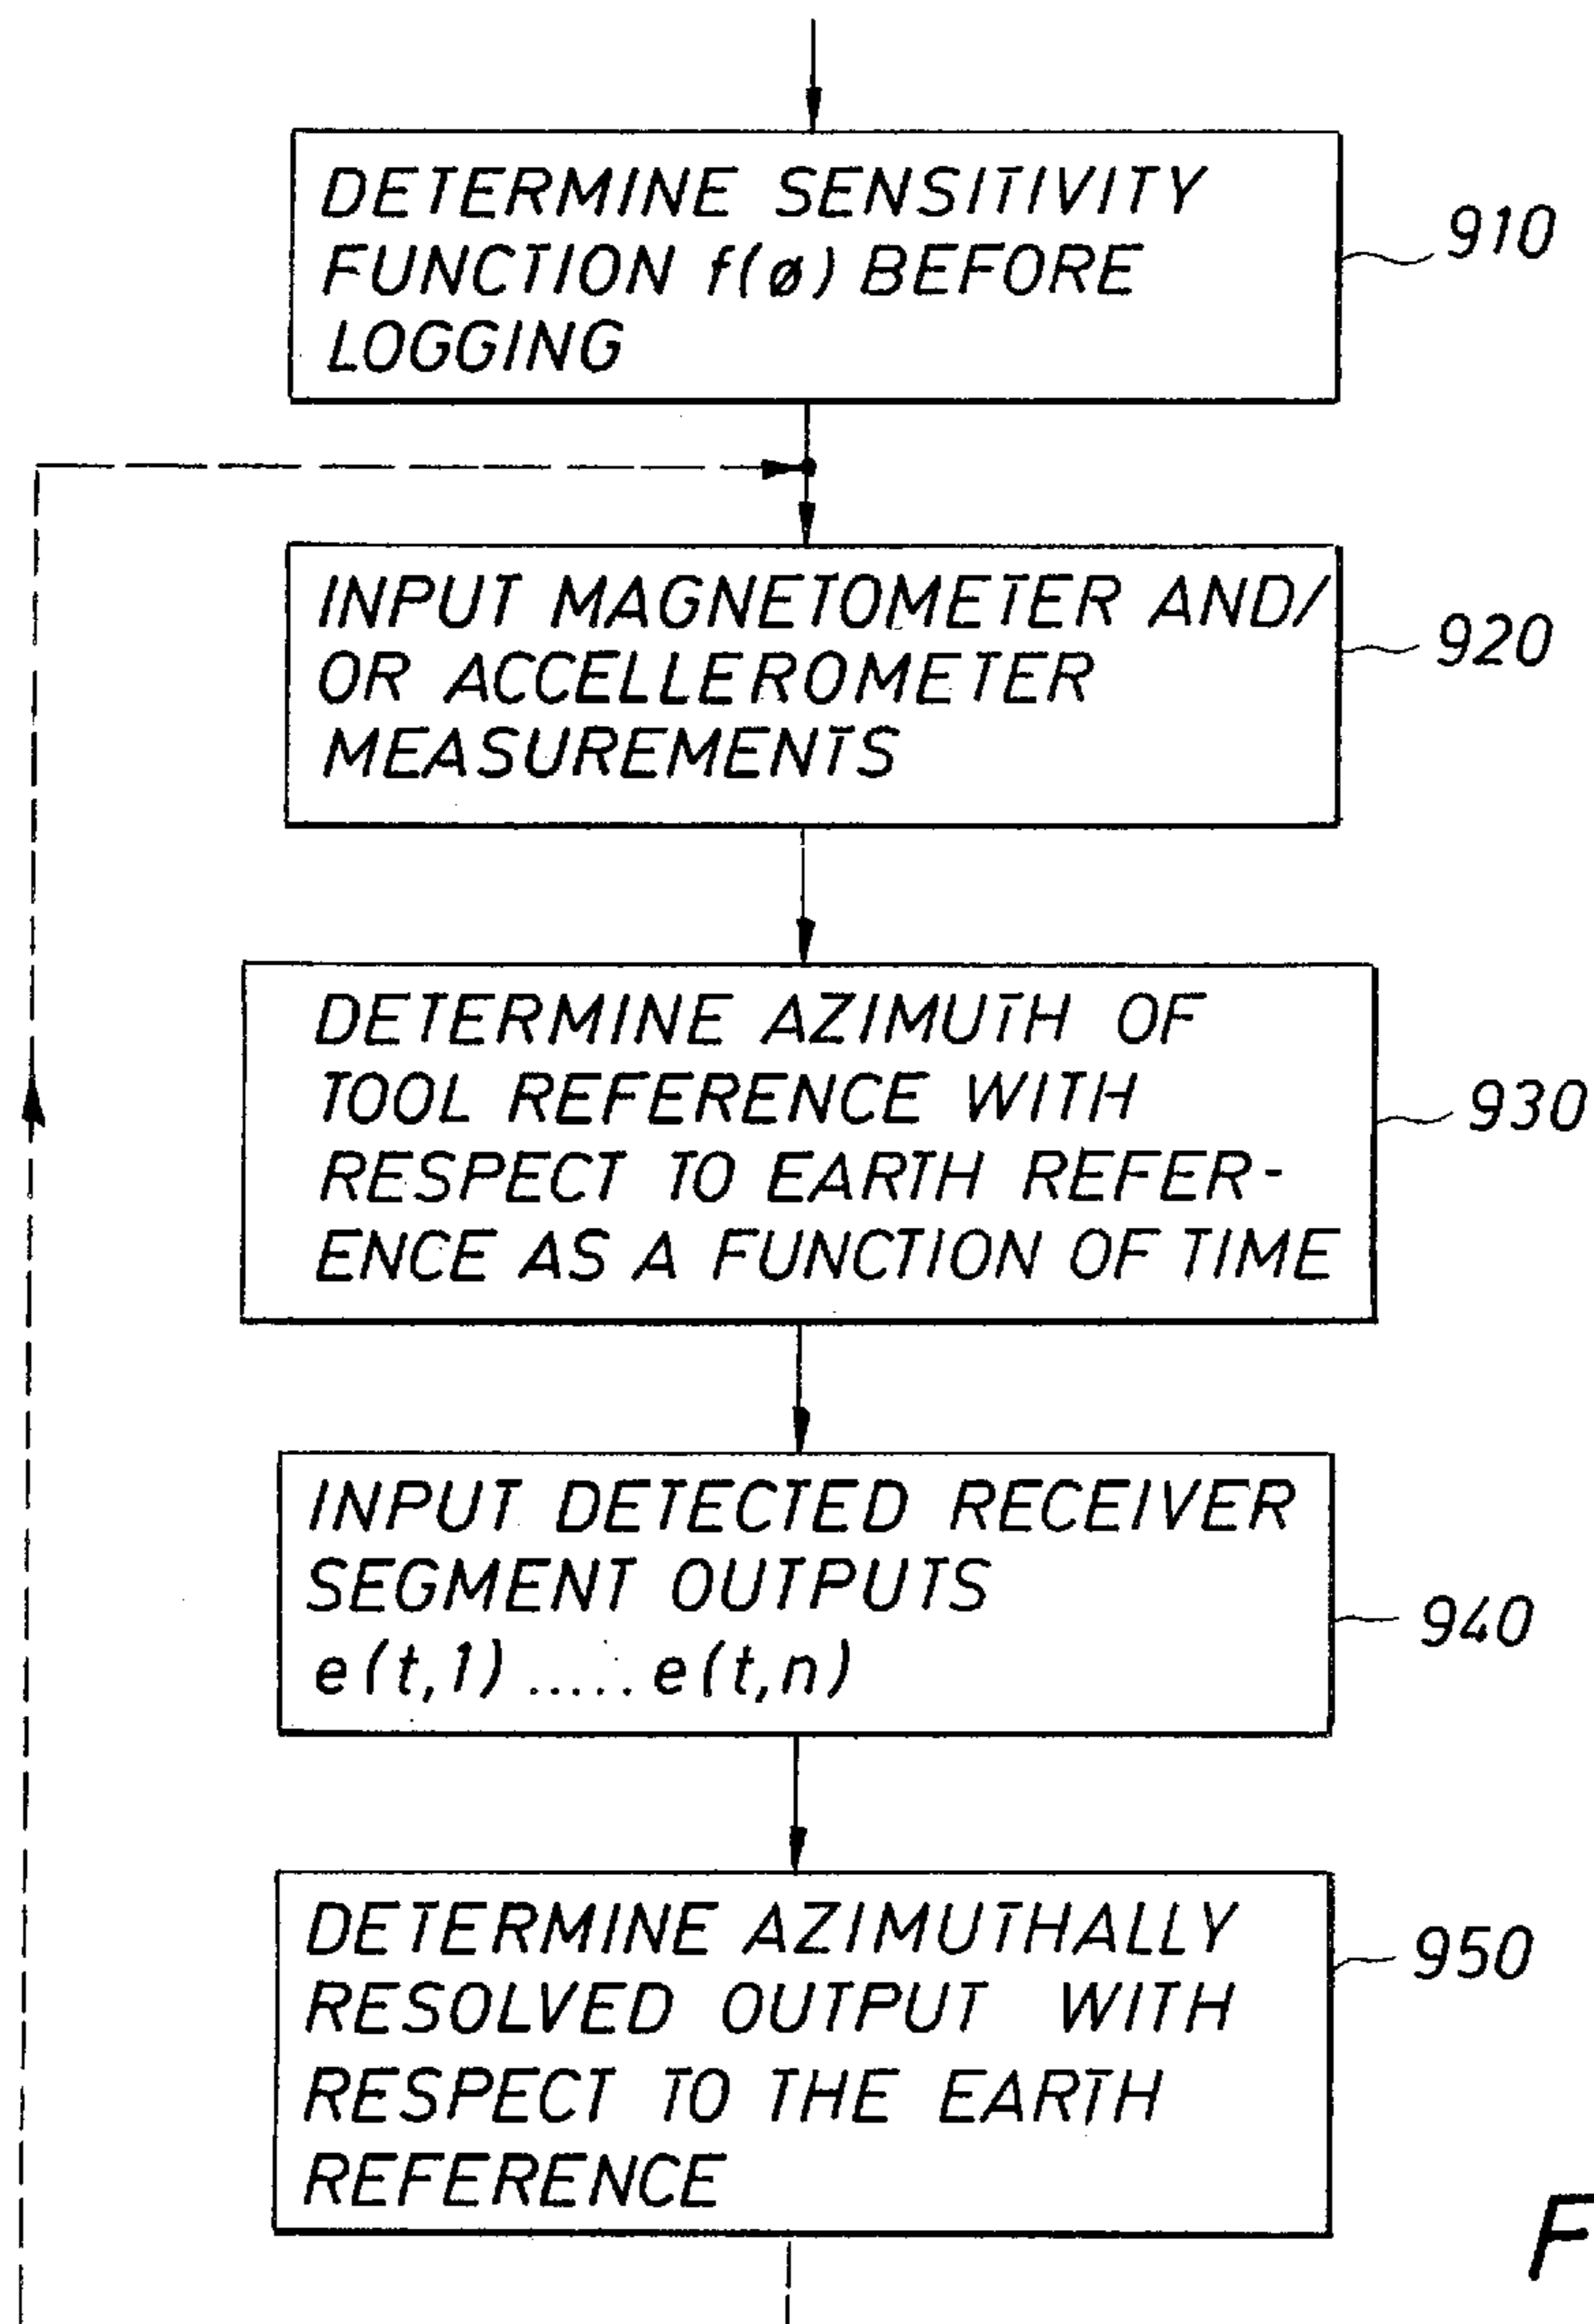 DETERMINE SENSITIVITY
FUNCTION f(ø) BEFORE
LOGGING
910
INPUT MAGNETOMETER AND/
OR ACCELLEROMETER
MEASUREMENTS
920
DETERMINE AZIMUTH OF
TOOL REFERENCE WITH
RESPECT TO EARTH REFER-
ENCE AS A FUNCTION OF TIME
930
INPUT DETECTED RECEIVER
SEGMENT OUTPUTS
e(t,1) ..... e(t,n)
940
DETERMINE AZIMUTHALLY
RESOLVED OUTPUT WITH
RESPECT TO THE EARTH
REFERENCE
950
F